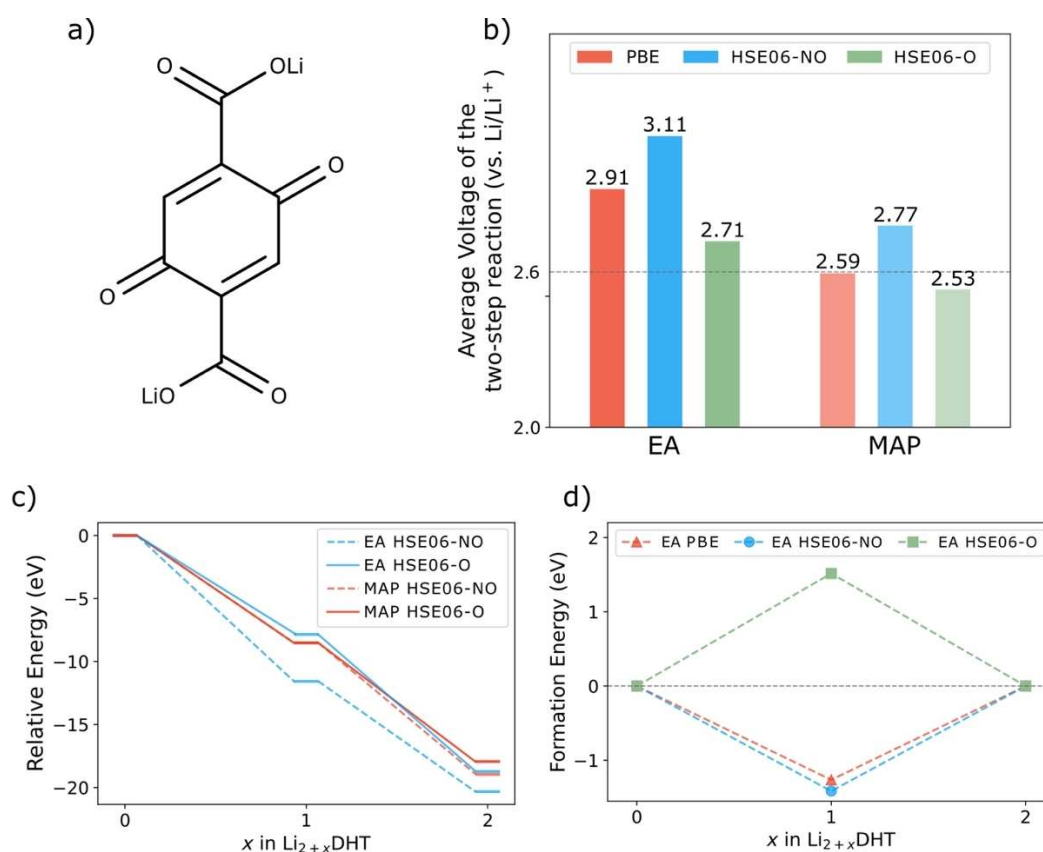 a)
O
OLi
O
O
LiO
O
b)
PBE
HSE06-NO
HSE06-O
Average Voltage of the
two-step reaction (vs. Li/Li⁺)
2.6
2.0
2.91
3.11
2.71
2.59
2.77
2.53
EA
MAP
c)
Relative Energy (eV)
0
−5
−10
−15
−20
EA HSE06-NO
EA HSE06-O
MAP HSE06-NO
MAP HSE06-O
0
1
2
x in Li₂₊ₓDHT
d)
Formation Energy (eV)
2
1
0
−1
EA PBE
EA HSE06-NO
EA HSE06-O
0
1
2
x in Li₂₊ₓDHT